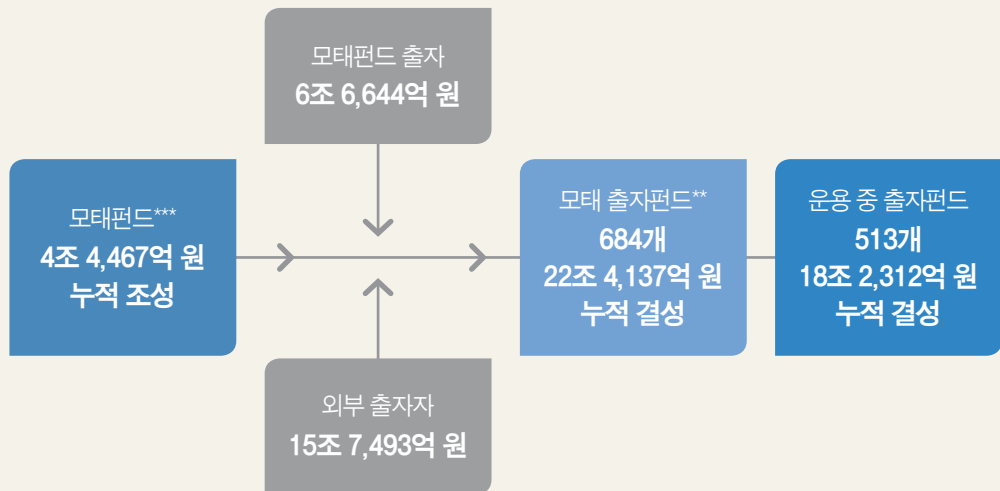 모태펀드 출자
6조 6,644억 원
모태펀드***
4조 4,467억 원
누적 조성
모태 출자펀드**
684개
22조 4,137억 원
누적 결성
운용 중 출자펀드
513개
18조 2,312억 원
누적 결성
외부 출자자
15조 7,493억 원